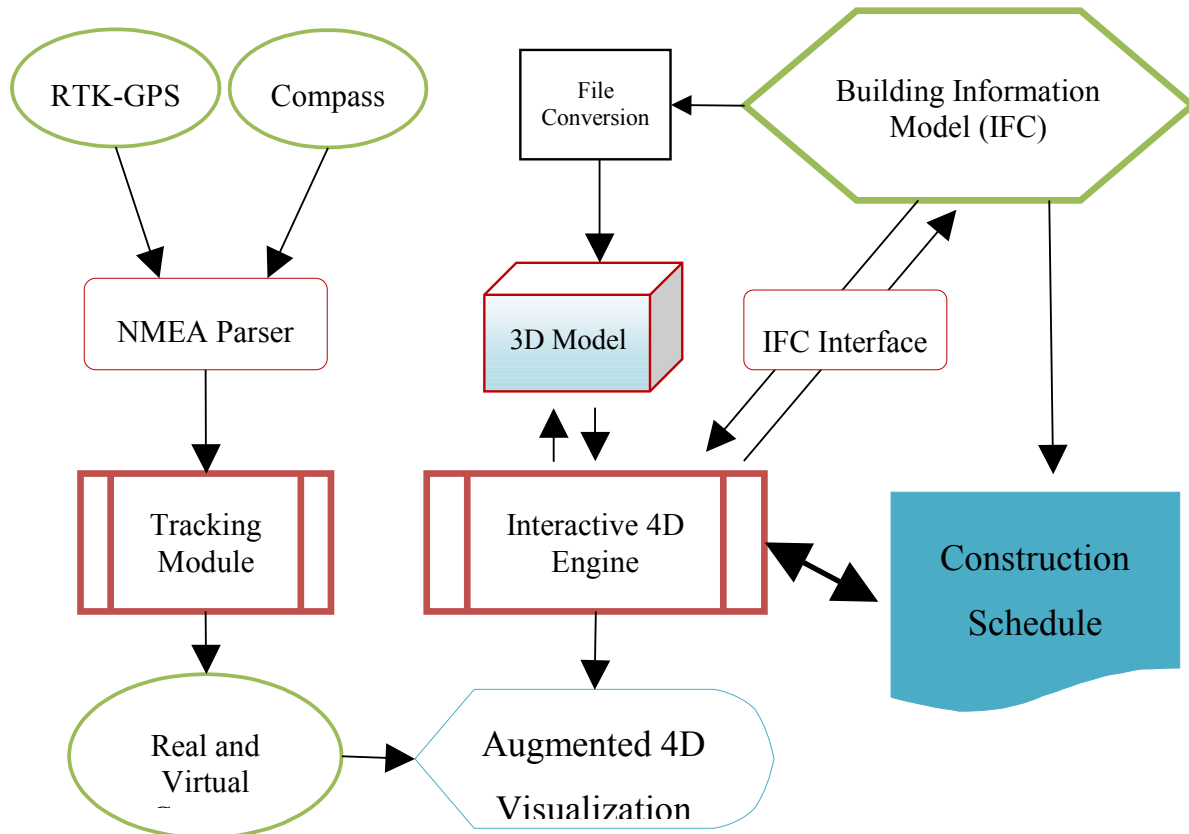 RTK-GPS
Compass
File
Conversion
Building Information
Model (IFC)
NMEA Parser
3D Model
IFC Interface
Tracking
Module
Interactive 4D
Engine
Construction
Schedule
Real and
Virtual
Augmented 4D
Visualization